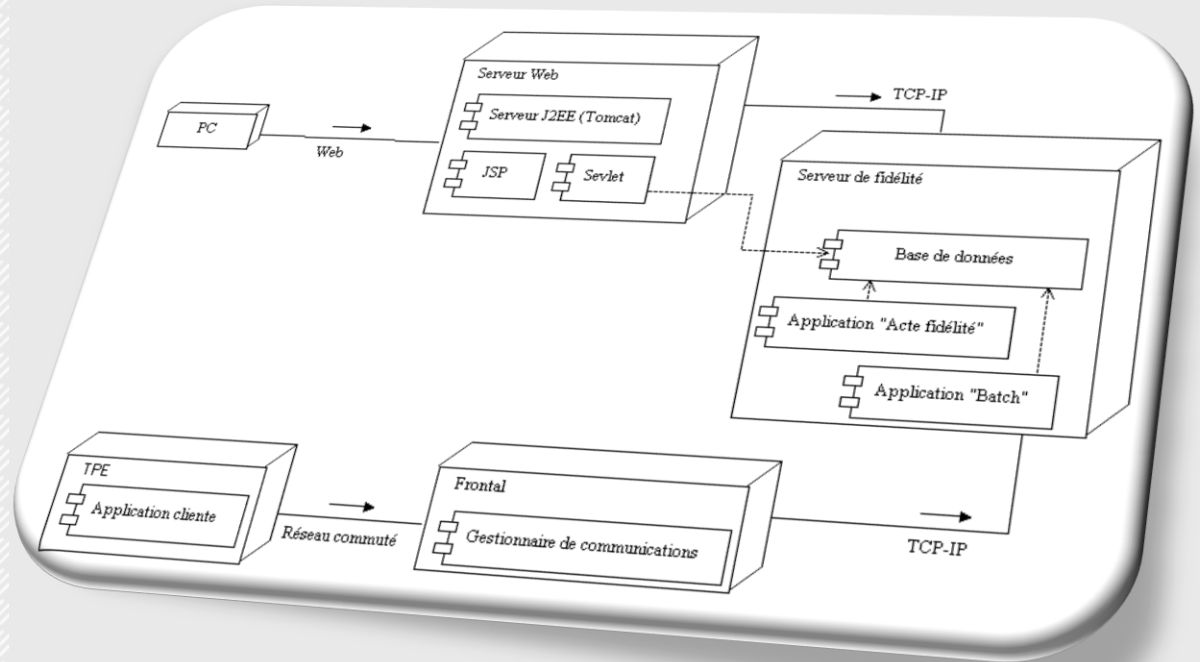 PC
Web
Serveur Web
Serveur J2EE (Tomcat)
JSP
Sevlet
TCP-IP
Serveur de fidélité
Base de données
Application "Acte fidélité"
Application "Batch"
TPE
Application cliente
Réseau commuté
Frontal
Gestionnaire de communications
TCP-IP